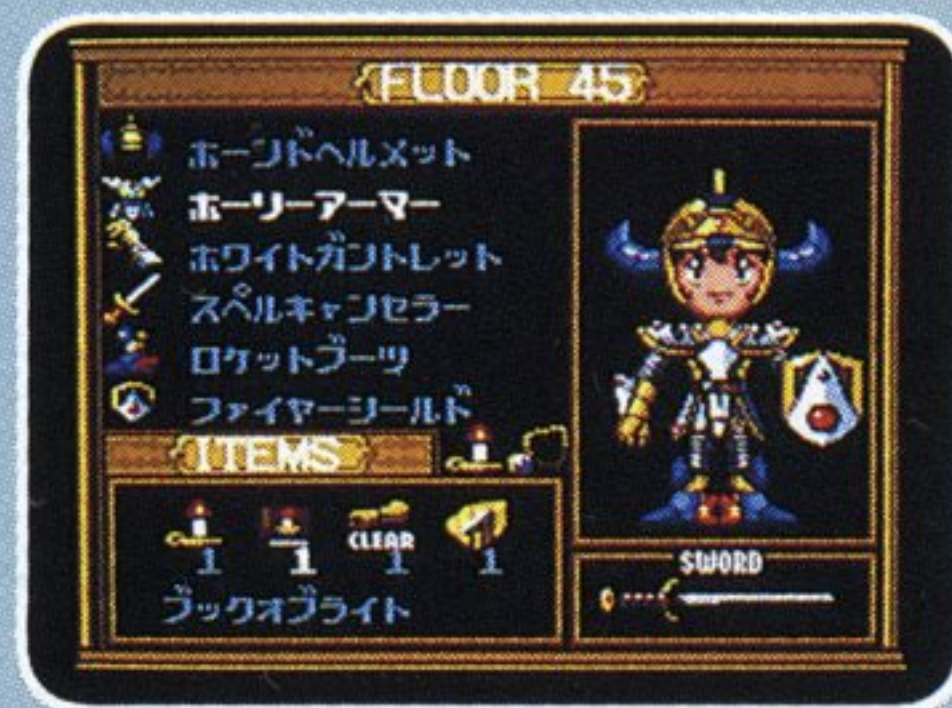 FLOOR 45
ホーンドヘルメット
ホーリーアーマー
ホワイトガントレット
スペルキャンセラー
ロケットブーツ
ファイヤーシールド
ITEMS
1 1 CLEAR 1 1
ブックオブライト
SWORD